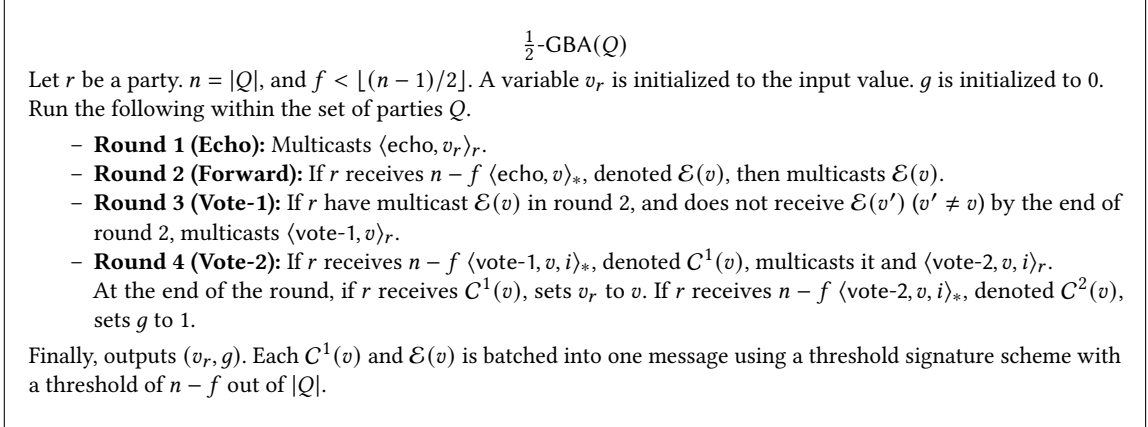 ½-GBA(Q)
Let r be a party. n = |Q|, and f < ⌊(n − 1)/2⌋. A variable v_r is initialized to the input value. g is initialized to 0.
Run the following within the set of parties Q.
– Round 1 (Echo): Multicasts ⟨echo, v_r⟩_r.
– Round 2 (Forward): If r receives n − f ⟨echo, v⟩_*, denoted ℰ(v), then multicasts ℰ(v).
– Round 3 (Vote-1): If r have multicast ℰ(v) in round 2, and does not receive ℰ(v′) (v′ ≠ v) by the end of
round 2, multicasts ⟨vote-1, v⟩_r.
– Round 4 (Vote-2): If r receives n − f ⟨vote-1, v, i⟩_*, denoted C¹(v), multicasts it and ⟨vote-2, v, i⟩_r.
At the end of the round, if r receives C¹(v), sets v_r to v. If r receives n − f ⟨vote-2, v, i⟩_*, denoted C²(v),
sets g to 1.
Finally, outputs (v_r, g). Each C¹(v) and ℰ(v) is batched into one message using a threshold signature scheme with
a threshold of n − f out of |Q|.